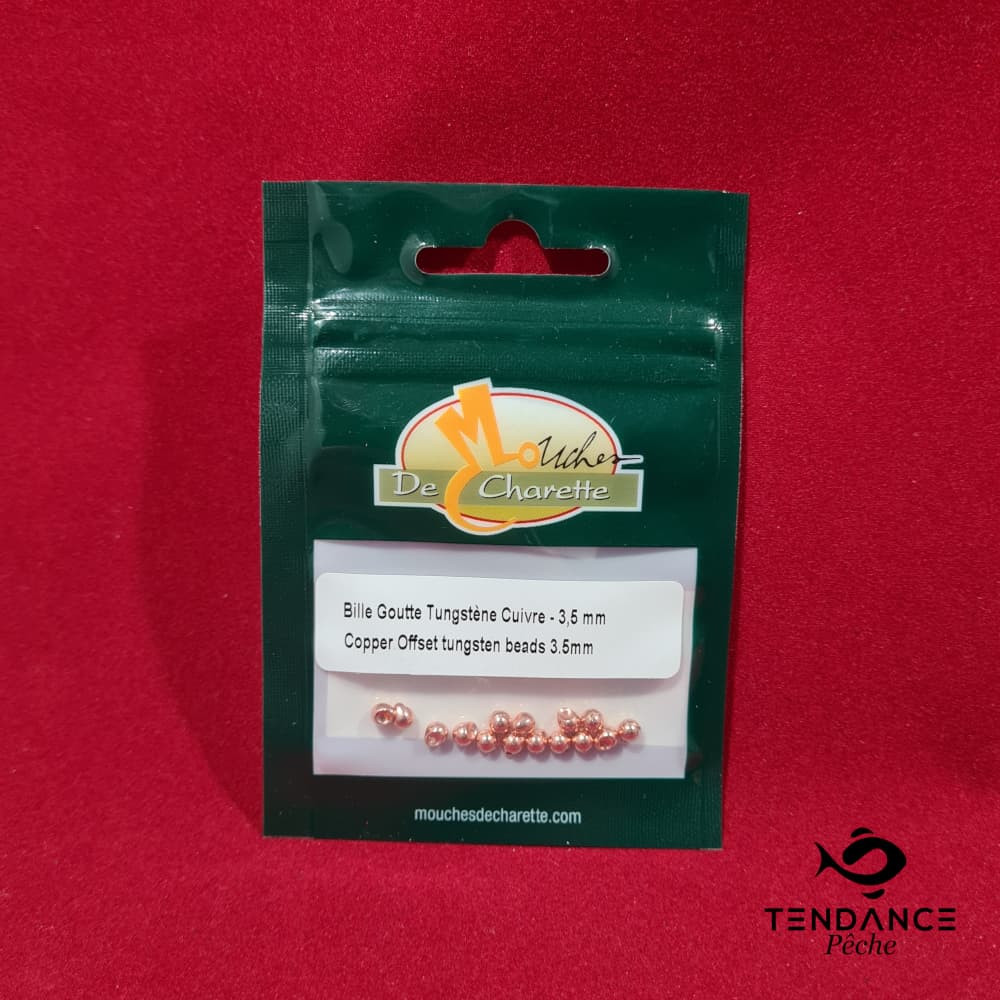 Mouches
De Charette
Bille Goutte Tungstène Cuivre - 3,5 mm
Copper Offset tungsten beads 3.5mm
mouchesdecharette.com
TENDANCE
Pêche